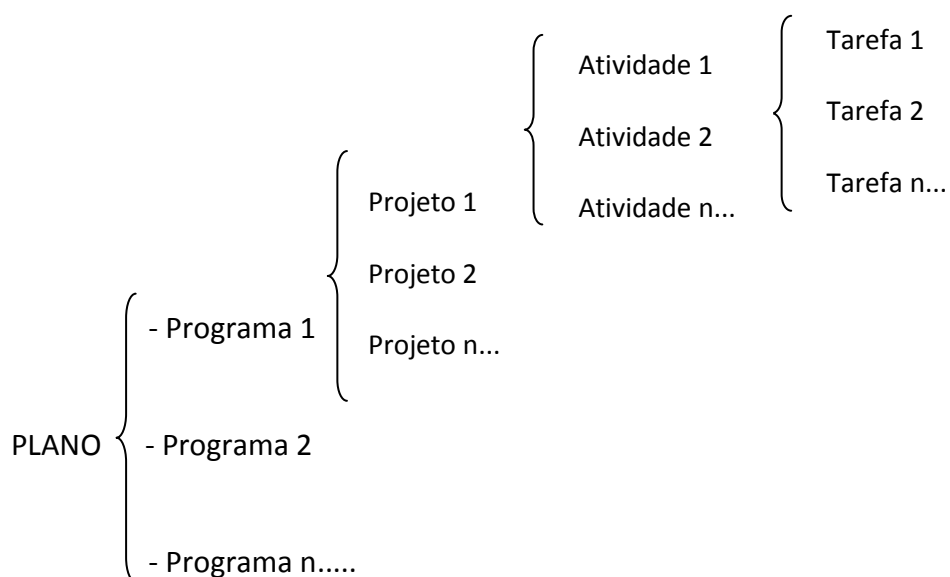 Tarefa 1
Atividade 1
Tarefa 2
Atividade 2
Tarefa n...
Projeto 1
Atividade n...
Projeto 2
- Programa 1
Projeto n...
PLANO
- Programa 2
- Programa n.....